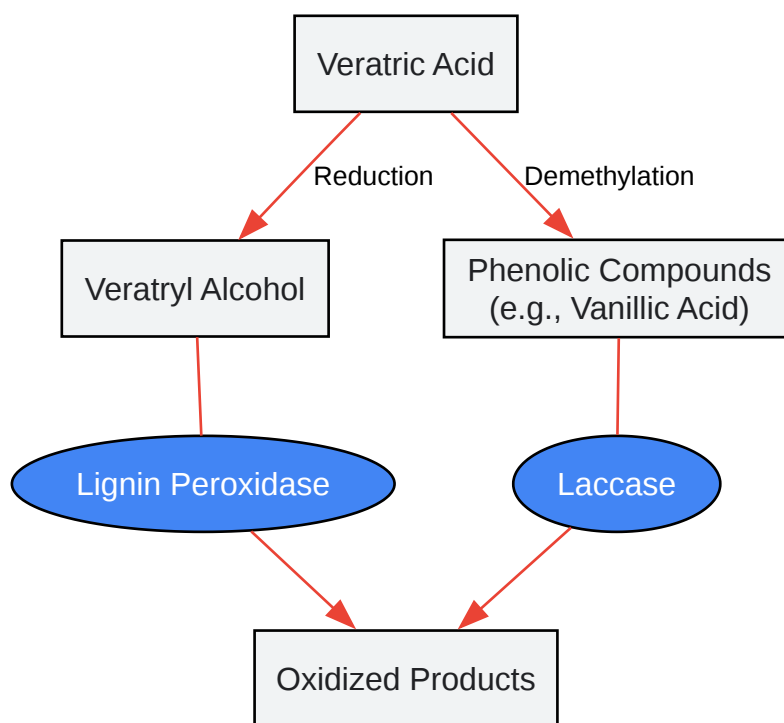 Veratric Acid
Reduction
Demethylation
Veratryl Alcohol
Phenolic Compounds
(e.g., Vanillic Acid)
Lignin Peroxidase
Laccase
Oxidized Products